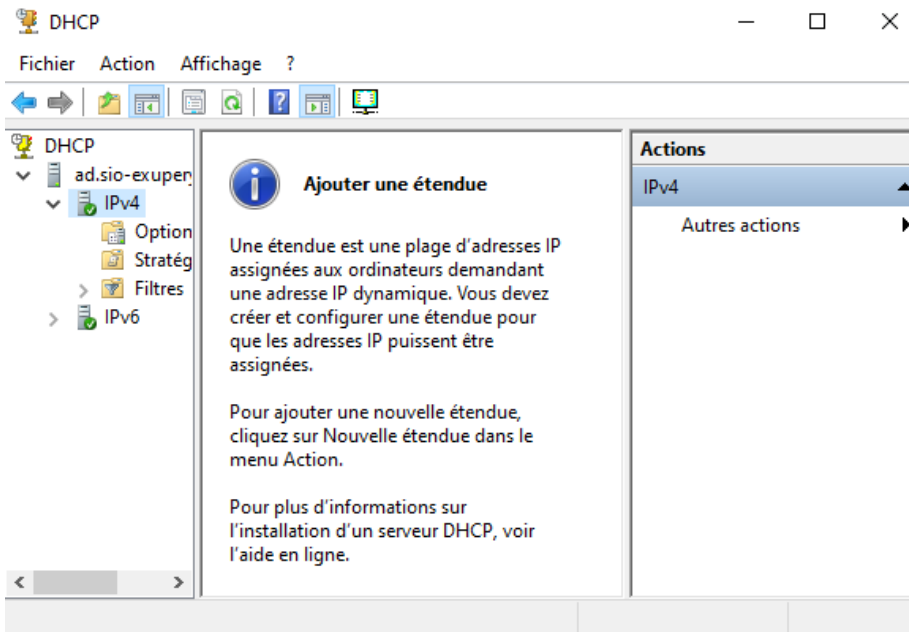 DHCP
Fichier Action Affichage ?
DHCP
ad.sio-exupery
IPv4
Option
Stratég
Filtres
IPv6
Ajouter une étendue
Une étendue est une plage d'adresses IP
assignées aux ordinateurs demandant
une adresse IP dynamique. Vous devez
créer et configurer une étendue pour
que les adresses IP puissent être
assignées.
Pour ajouter une nouvelle étendue,
cliquez sur Nouvelle étendue dans le
menu Action.
Pour plus d'informations sur
l'installation d'un serveur DHCP, voir
l'aide en ligne.
Actions
IPv4
Autres actions